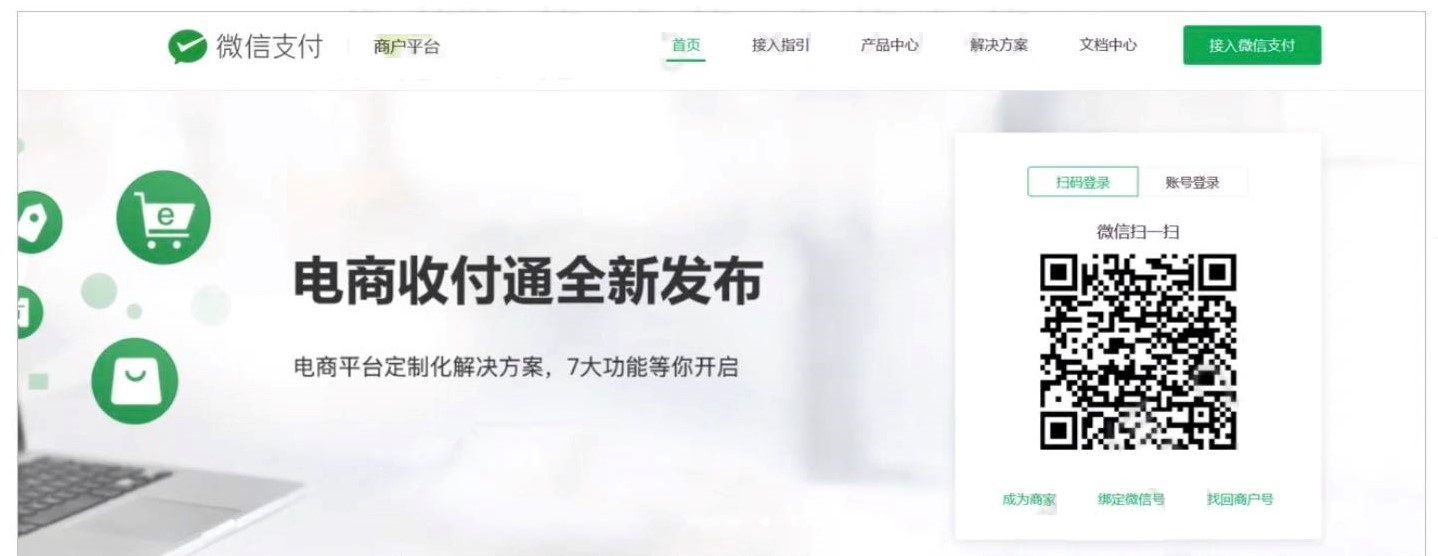 微信支付 商户平台 首页 接入指引 产品中心 解决方案 文档中心 接入微信支付
扫码登录 账号登录
微信扫一扫
e
电商收付通全新发布
电商平台定制化解决方案，7大功能等你开启
成为商家 绑定微信号 找回商户号